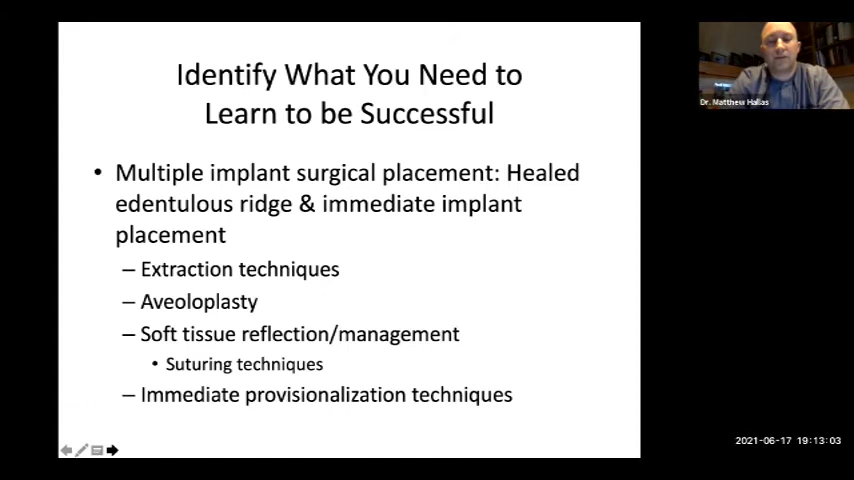 Identify What You Need to
Learn to be Successful
• Multiple implant surgical placement: Healed
edentulous ridge & immediate implant
placement
– Extraction techniques
– Aveoloplasty
– Soft tissue reflection/management
• Suturing techniques
– Immediate provisionalization techniques
Dr. Matthew Hallas
2021-06-17 19:13:03